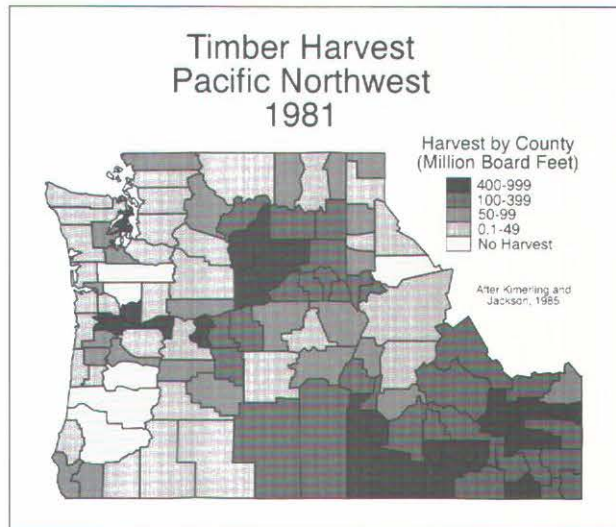 Timber Harvest
Pacific Northwest
1981
Harvest by County
(Million Board Feet)
400-999
100-399
50-99
0.1-49
No Harvest
After Kimerling and
Jackson, 1985